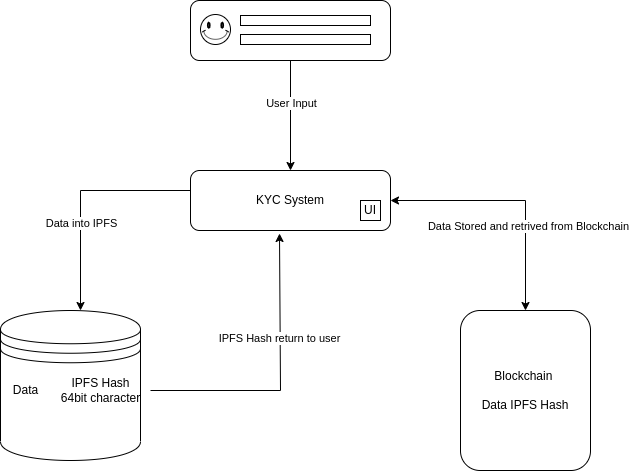 User Input
KYC System
UI
Data into IPFS
Data Stored and retrived from Blockchain
IPFS Hash return to user
Data
IPFS Hash
64bit character
Blockchain
Data IPFS Hash